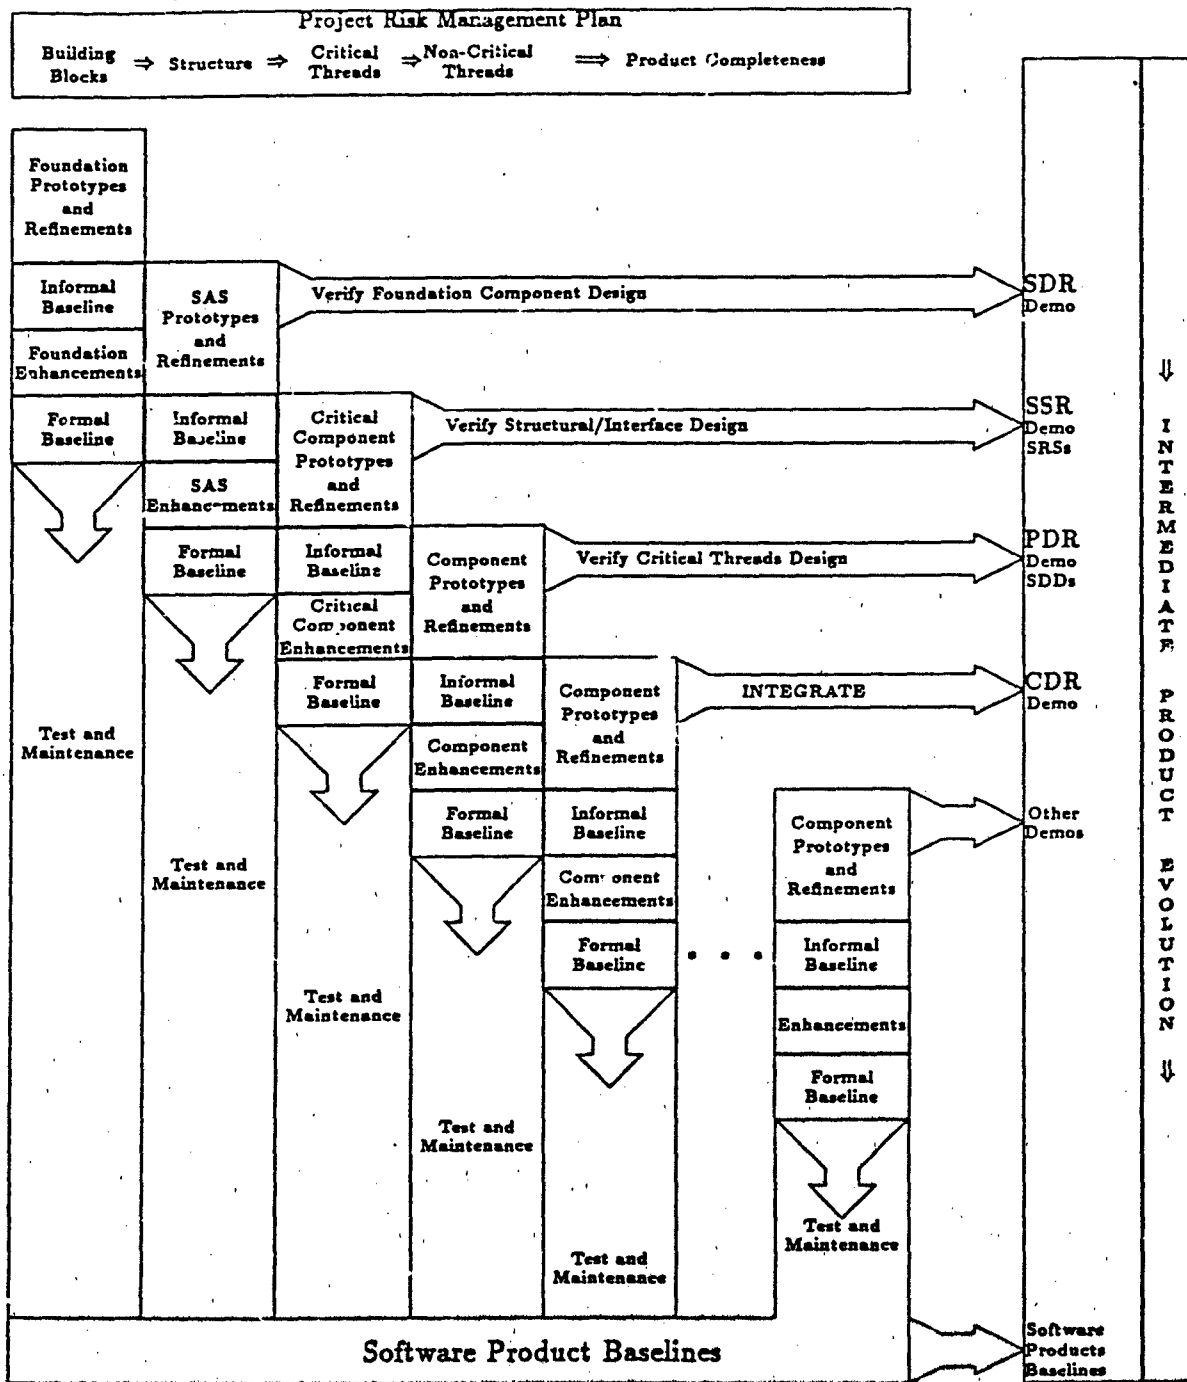 Project Risk Management Plan
Building
Blocks
⇒ Structure ⇒
Critical
Threads
⇒ Non-Critical
Threads
⇒ Product Completeness
Foundation
Prototypes
and
Refinements
Informal
Baseline
SAS
Prototypes
and
Refinements
Verify Foundation Component Design
SDR
Demo
Foundation
Enhancements
Formal
Baseline
Informal
Baseline
Critical
Component
Prototypes
and
Refinements
Verify Structural/Interface Design
SSR
Demo
SRSs
SAS
Enhancements
Formal
Baseline
Informal
Baseline
Component
Prototypes
and
Refinements
Verify Critical Threads Design
PDR
Demo
SDDs
Critical
Component
Enhancements
Formal
Baseline
Informal
Baseline
Component
Prototypes
and
Refinements
INTEGRATE
CDR
Demo
Test and
Maintenance
Component
Enhancements
Formal
Baseline
Informal
Baseline
Component
Prototypes
and
Refinements
Other
Demos
Test and
Maintenance
Component
Enhancements
Formal
Baseline
• • •
Informal
Baseline
Test and
Maintenance
Enhancements
Formal
Baseline
Test and
Maintenance
Test and
Maintenance
Test and
Maintenance
Software Product Baselines
Software
Products
Baselines
⇓ INTERMEDIATE PRODUCT EVOLUTION ⇓